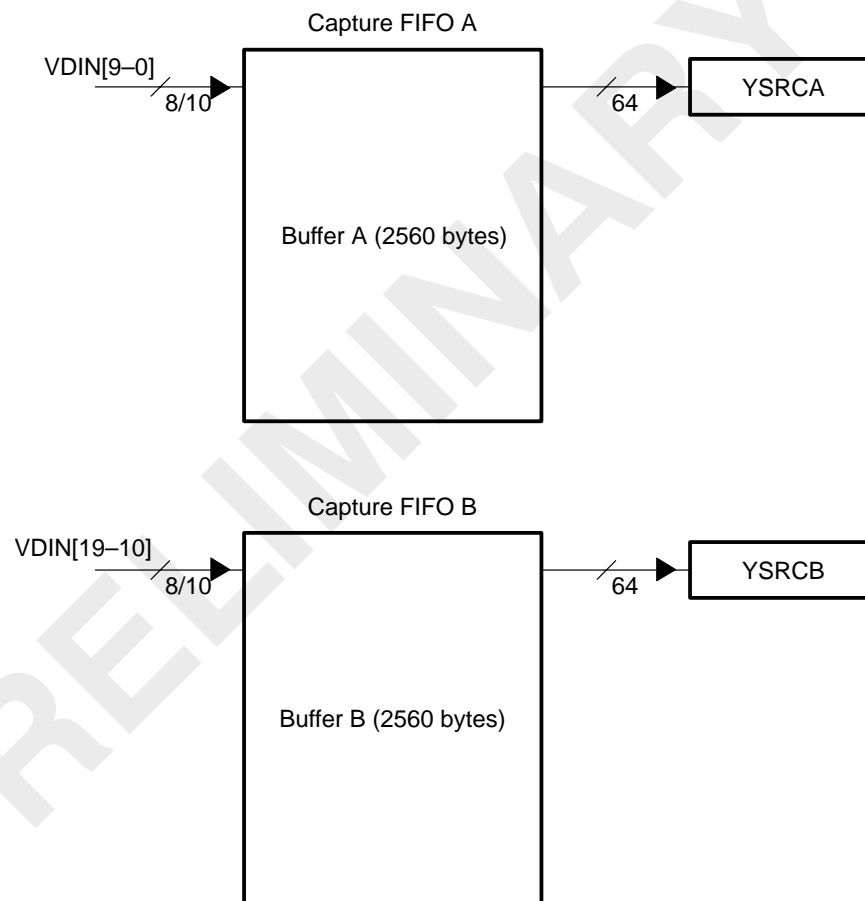 Capture FIFO A
VDIN[9–0]
8/10
64
YSRCA
Buffer A (2560 bytes)
Capture FIFO B
VDIN[19–10]
8/10
64
YSRCB
Buffer B (2560 bytes)
RELIMINARY